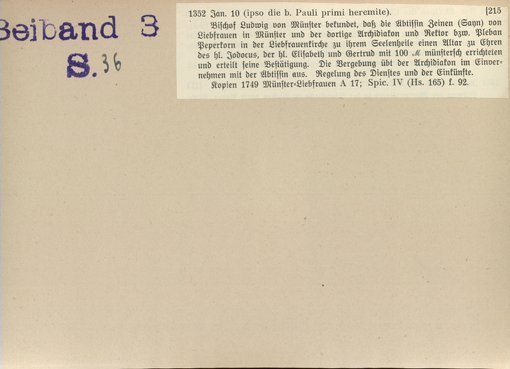 Beiband 3
S. 36
1352 Jan. 10 (ipso die b. Pauli primi heremite). [215
Bischof Ludwig von Münster bekundet, daß die Äbtissin Zeinen (Sayn) von
Liebfrauen in Münster und der dortige Archidiakon und Rektor bzw. Pleban
Peperkorn in der Liebfrauenkirche zu ihrem Seelenheile einen Altar zu Ehren
des hl. Jodocus, der hl. Elisabeth und Gertrud mit 100 ℳ münstersch errichteten
und erteilt seine Bestätigung. Die Vergebung übt der Archidiakon im Einver-
nehmen mit der Äbtissin aus. Regelung des Dienstes und der Einkünfte.
Kopien 1749 Münster-Liebfrauen A 17; Spic. IV (Hs. 165) f. 92.